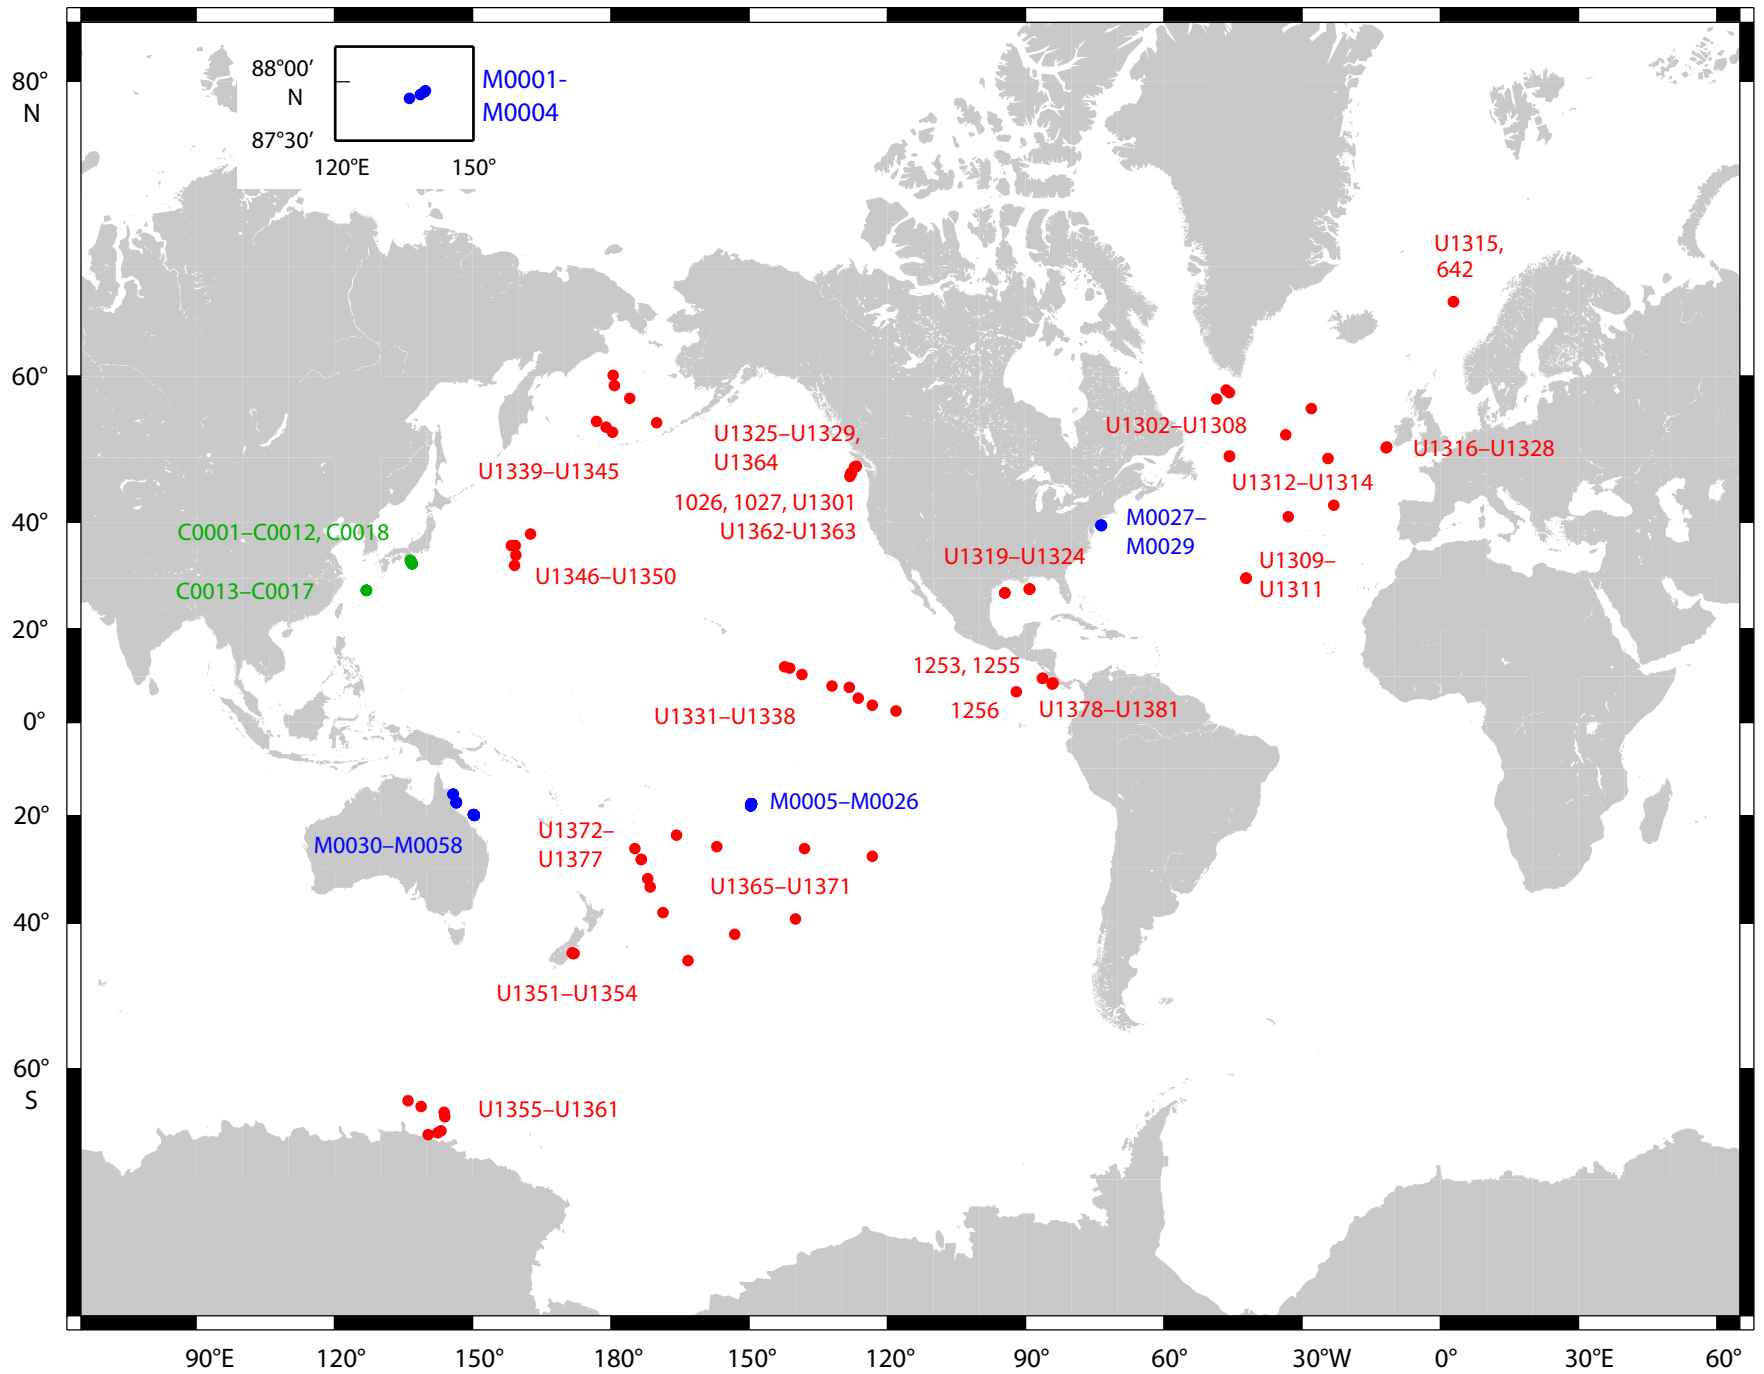 88°00′
N
87°30′
120°E
150°
M0001-
M0004
80°
N
60°
40°
20°
0°
20°
40°
60°
S
U1315,
642
U1302–U1308
U1316–U1328
U1312–U1314
U1325–U1329,
U1364
U1339–U1345
1026, 1027, U1301
U1362-U1363
M0027–
M0029
C0001–C0012, C0018
U1319–U1324
U1309–
U1311
U1346–U1350
C0013–C0017
1253, 1255
1256
U1378–U1381
U1331–U1338
M0005–M0026
U1372–
U1377
M0030–M0058
U1365–U1371
U1351–U1354
U1355–U1361
90°E
120°
150°
180°
150°
120°
90°
60°
30°W
0°
30°E
60°